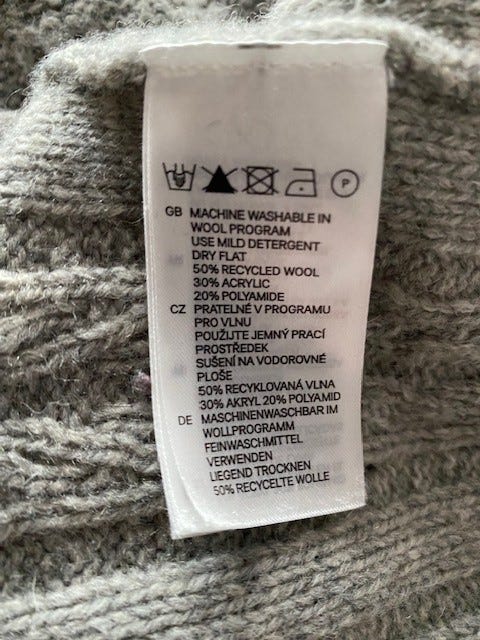 P
GB MACHINE WASHABLE IN
WOOL PROGRAM
USE MILD DETERGENT
DRY FLAT
50% RECYCLED WOOL
30% ACRYLIC
20% POLYAMIDE
CZ PRATELNÉ V PROGRAMU
PRO VLNU
POUŽIJTE JEMNÝ PRACÍ
PROSTŘEDEK
SUŠENÍ NA VODOROVNÉ
PLOŠE
50% RECYKLOVANÁ VLNA
30% AKRYL 20% POLYAMID
DE MASCHINENWASCHBAR IM
WOLLPROGRAMM
FEINWASCHMITTEL
VERWENDEN
LIEGEND TROCKNEN
50% RECYCELTE WOLLE